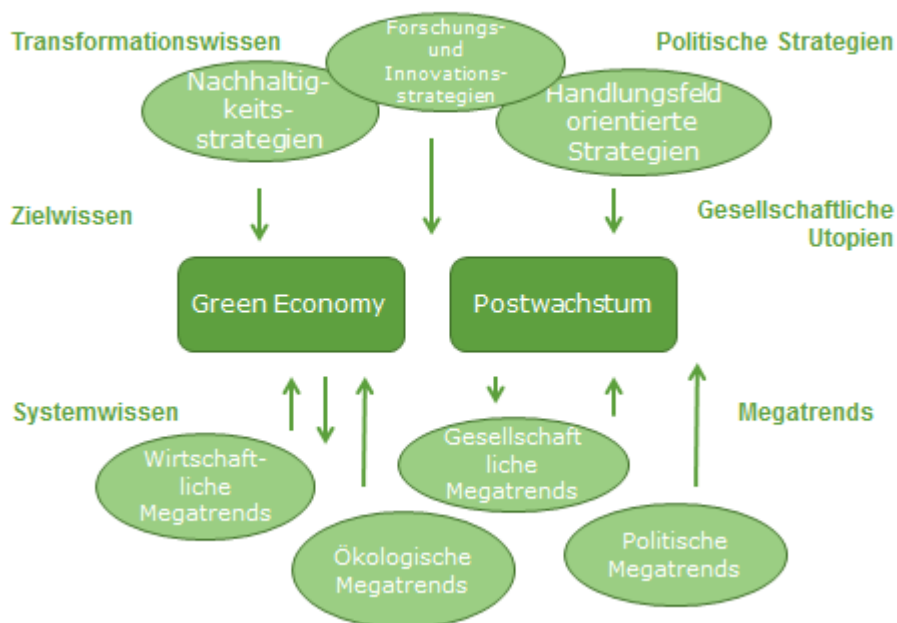 Transformationswissen
Forschungs-
und
Innovations-
strategien
Politische Strategien
Nachhaltig-
keits-
strategien
Handlungsfeld
orientierte
Strategien
Zielwissen
Gesellschaftliche
Utopien
Green Economy
Postwachstum
Systemwissen
Megatrends
Wirtschaft-
liche
Megatrends
Gesellschaft
liche
Megatrends
Ökologische
Megatrends
Politische
Megatrends